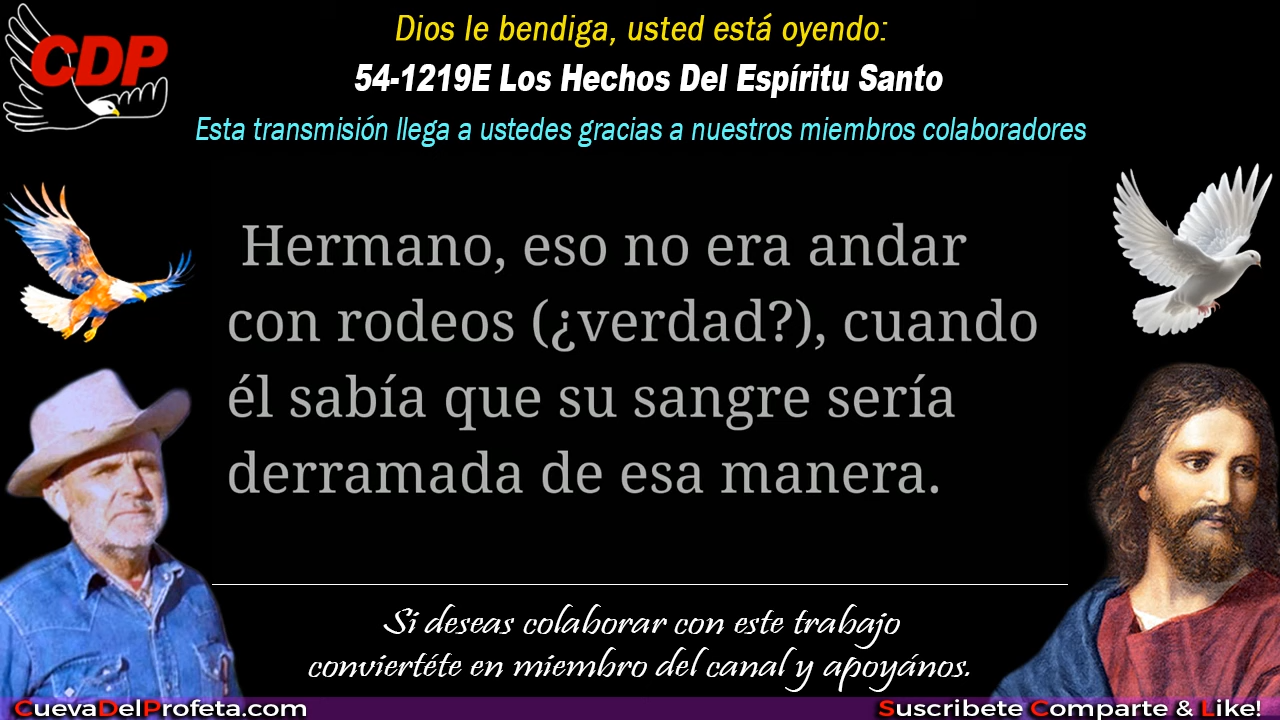 CDP
Dios le bendiga, usted está oyendo:
54-1219E Los Hechos Del Espíritu Santo
Esta transmisión llega a ustedes gracias a nuestros miembros colaboradores
Hermano, eso no era andar
con rodeos (¿verdad?), cuando
él sabía que su sangre sería
derramada de esa manera.
Si deseas colaborar con este trabajo
conviertéte en miembro del canal y apoyános.
CuevaDelProfeta.com
Suscribete Comparte & Like!